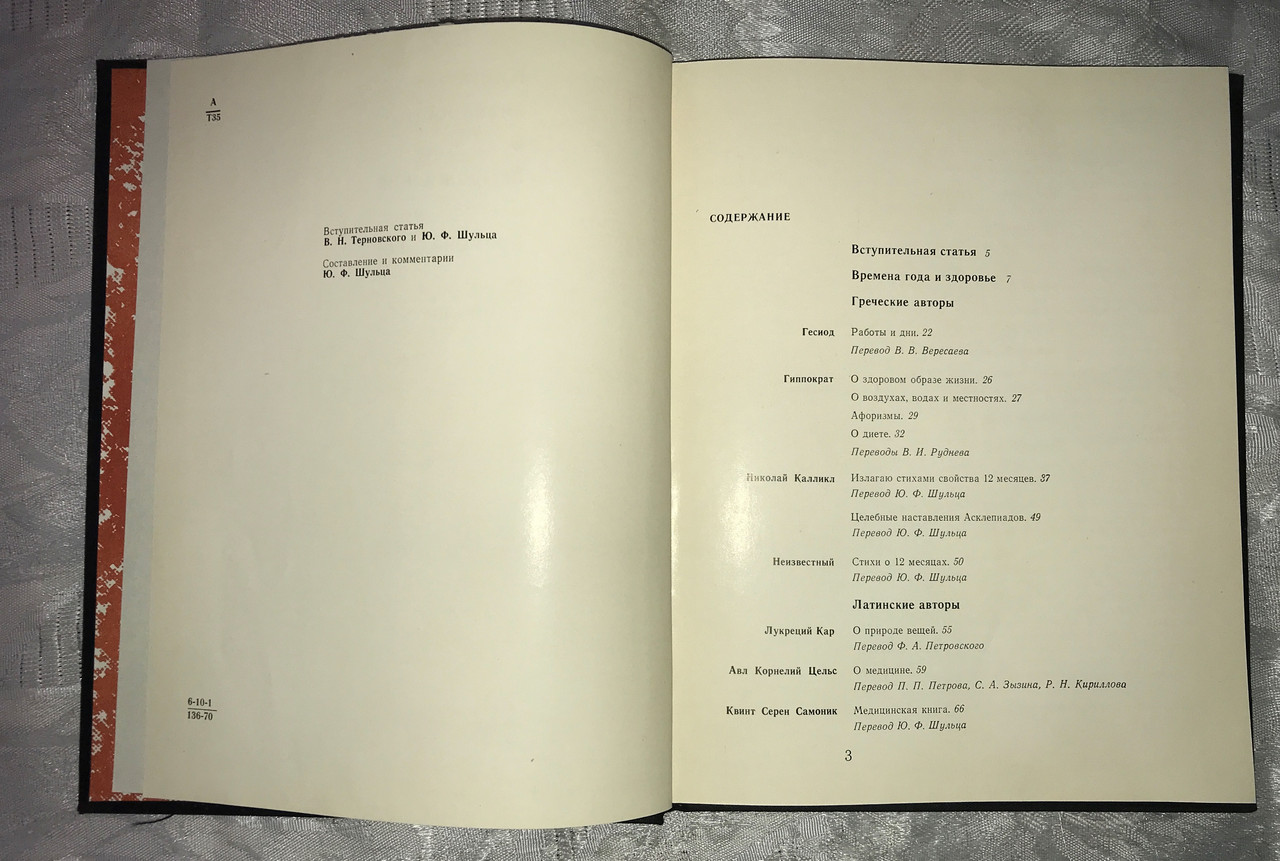 А
Т35
Вступительная статья
В. Н. Терновского и Ю. Ф. Шульца
Составление и комментарии
Ю. Ф. Шульца
6-10-1
136-70
СОДЕРЖАНИЕ
Вступительная статья 5
Времена года и здоровье 7
Греческие авторы
Гесиод Работы и дни. 22
Перевод В. В. Вересаева
Гиппократ О здоровом образе жизни. 26
О воздухах, водах и местностях. 27
Афоризмы. 29
О диете. 32
Переводы В. И. Руднева
Николай Калликл Излагаю стихами свойства 12 месяцев. 37
Перевод Ю. Ф. Шульца
Целебные наставления Асклепиадов. 49
Перевод Ю. Ф. Шульца
Неизвестный Стихи о 12 месяцах. 50
Перевод Ю. Ф. Шульца
Латинские авторы
Лукреций Кар О природе вещей. 55
Перевод Ф. А. Петровского
Авл Корнелий Цельс О медицине. 59
Перевод П. П. Петрова, С. А. Зызина, Р. Н. Кириллова
Квинт Серен Самоник Медицинская книга. 66
Перевод Ю. Ф. Шульца
3